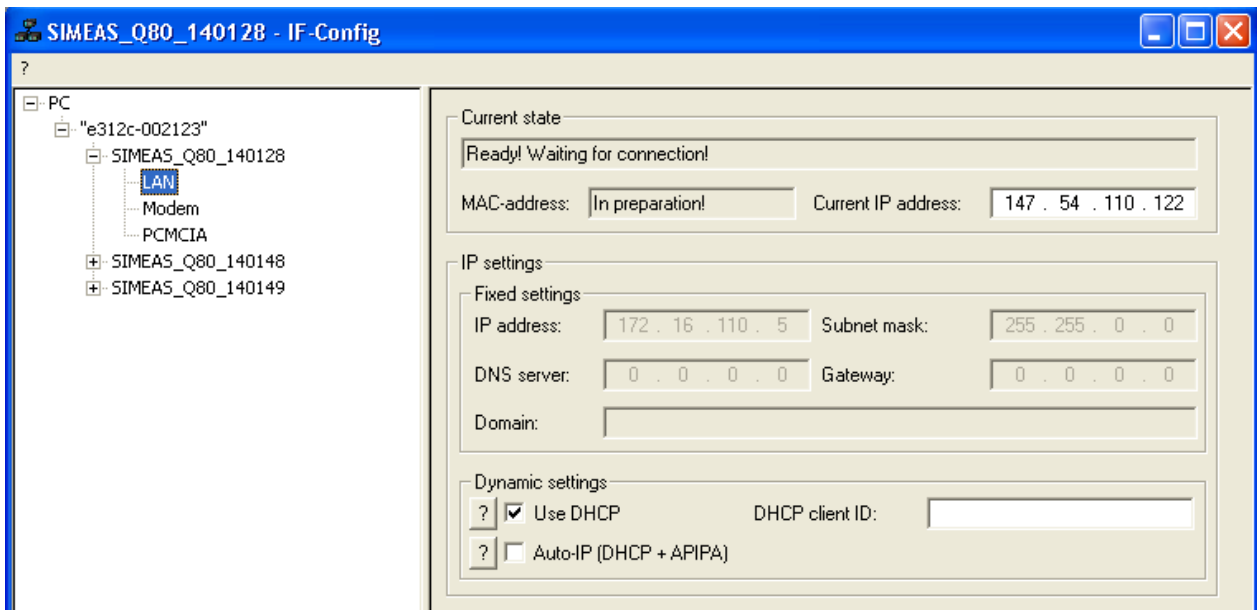 SIMEAS_Q80_140128 - IF-Config
?
PC
"e312c-002123"
SIMEAS_Q80_140128
LAN
Modem
PCMCIA
SIMEAS_Q80_140148
SIMEAS_Q80_140149
Current state
Ready! Waiting for connection!
MAC-address: In preparation! Current IP address: 147 . 54 . 110 . 122
IP settings
Fixed settings
IP address: 172 . 16 . 110 . 5 Subnet mask: 255 . 255 . 0 . 0
DNS server: 0 . 0 . 0 . 0 Gateway: 0 . 0 . 0 . 0
Domain:
Dynamic settings
? Use DHCP DHCP client ID:
? Auto-IP (DHCP + APIPA)